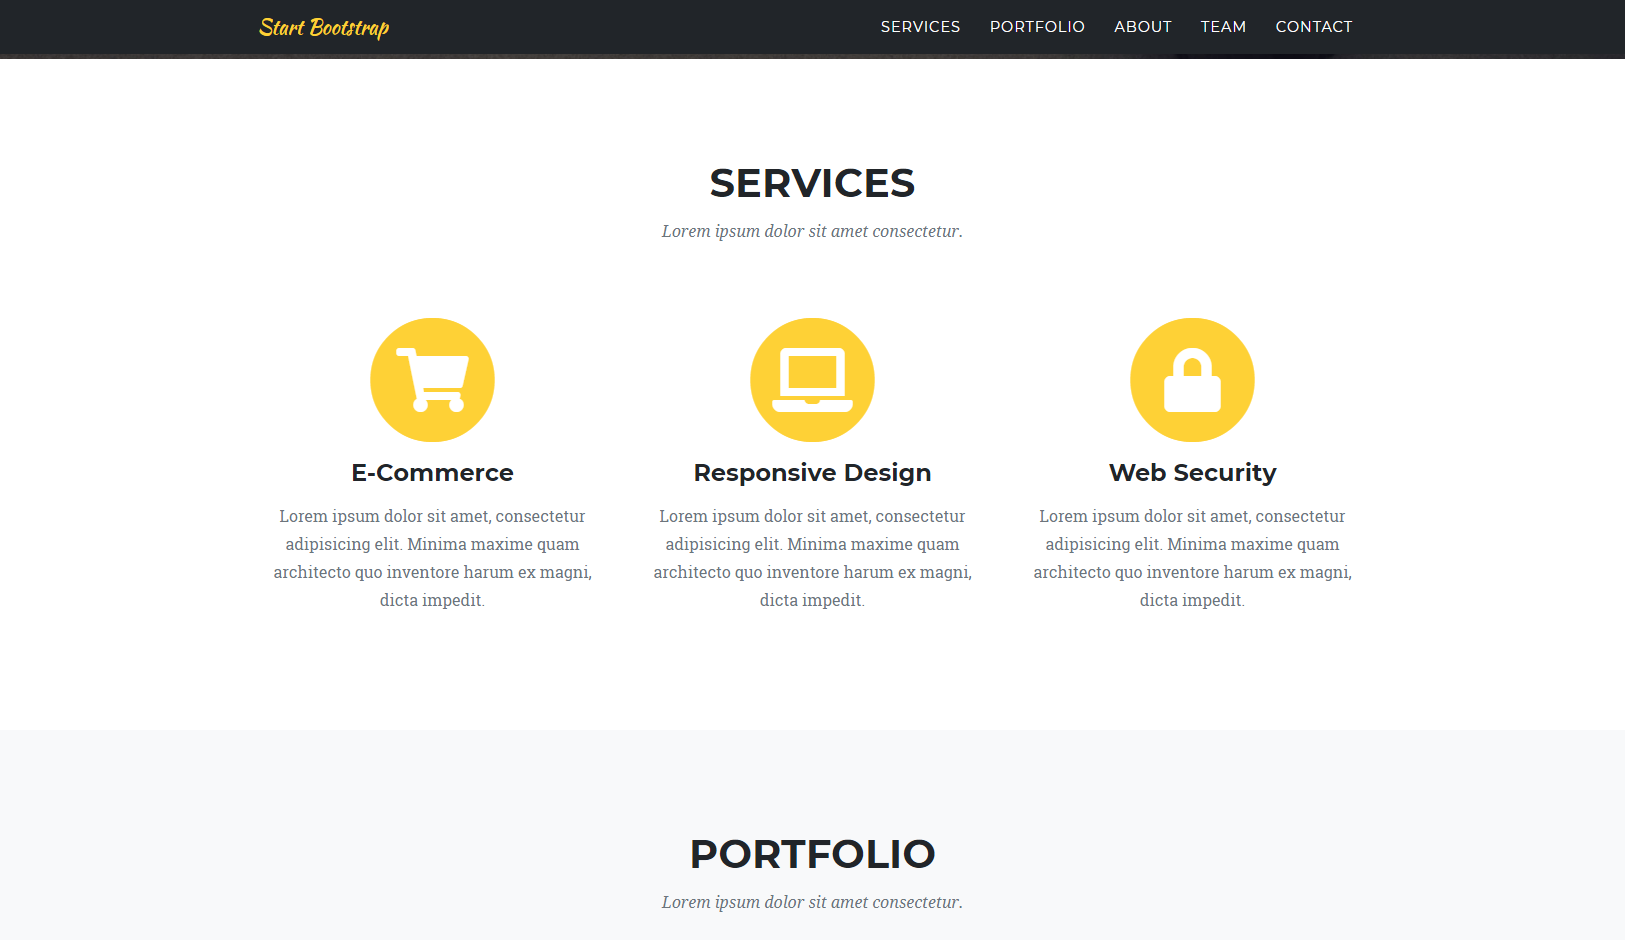 Start Bootstrap SERVICES PORTFOLIO ABOUT TEAM CONTACT
SERVICES
Lorem ipsum dolor sit amet consectetur.
E-Commerce
Lorem ipsum dolor sit amet, consectetur
adipisicing elit. Minima maxime quam
architecto quo inventore harum ex magni,
dicta impedit.
Responsive Design
Lorem ipsum dolor sit amet, consectetur
adipisicing elit. Minima maxime quam
architecto quo inventore harum ex magni,
dicta impedit.
Web Security
Lorem ipsum dolor sit amet, consectetur
adipisicing elit. Minima maxime quam
architecto quo inventore harum ex magni,
dicta impedit.
PORTFOLIO
Lorem ipsum dolor sit amet consectetur.